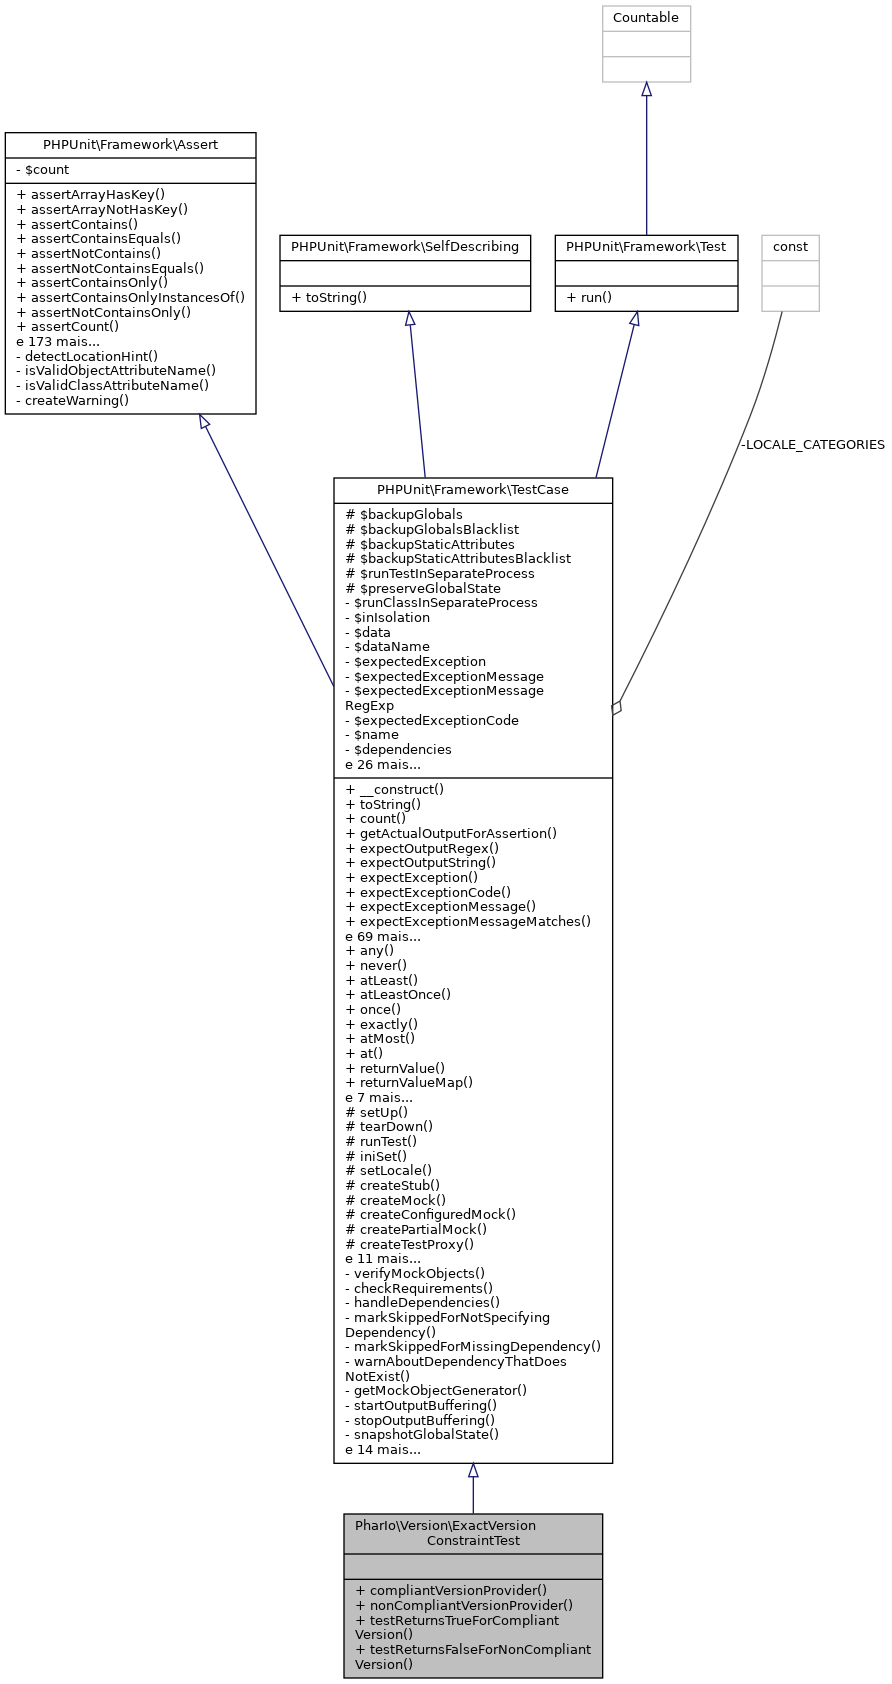 Countable
PHPUnit\Framework\Assert
- $count
+ assertArrayHasKey()
+ assertArrayNotHasKey()
+ assertContains()
+ assertContainsEquals()
+ assertNotContains()
+ assertNotContainsEquals()
+ assertContainsOnly()
+ assertContainsOnlyInstancesOf()
+ assertNotContainsOnly()
+ assertCount()
e 173 mais...
- detectLocationHint()
- isValidObjectAttributeName()
- isValidClassAttributeName()
- createWarning()
PHPUnit\Framework\SelfDescribing
+ toString()
PHPUnit\Framework\Test
+ run()
const
-LOCALE_CATEGORIES
PHPUnit\Framework\TestCase
# $backupGlobals
# $backupGlobalsBlacklist
# $backupStaticAttributes
# $backupStaticAttributesBlacklist
# $runTestInSeparateProcess
# $preserveGlobalState
- $runClassInSeparateProcess
- $inIsolation
- $data
- $dataName
- $expectedException
- $expectedExceptionMessage
- $expectedExceptionMessage
RegExp
- $expectedExceptionCode
- $name
- $dependencies
e 26 mais...
+ __construct()
+ toString()
+ count()
+ getActualOutputForAssertion()
+ expectOutputRegex()
+ expectOutputString()
+ expectException()
+ expectExceptionCode()
+ expectExceptionMessage()
+ expectExceptionMessageMatches()
e 69 mais...
+ any()
+ never()
+ atLeast()
+ atLeastOnce()
+ once()
+ exactly()
+ atMost()
+ at()
+ returnValue()
+ returnValueMap()
e 7 mais...
# setUp()
# tearDown()
# runTest()
# iniSet()
# setLocale()
# createStub()
# createMock()
# createConfiguredMock()
# createPartialMock()
# createTestProxy()
e 11 mais...
- verifyMockObjects()
- checkRequirements()
- handleDependencies()
- markSkippedForNotSpecifying
Dependency()
- markSkippedForMissingDependency()
- warnAboutDependencyThatDoes
NotExist()
- getMockObjectGenerator()
- startOutputBuffering()
- stopOutputBuffering()
- snapshotGlobalState()
e 14 mais...
PharIo\Version\ExactVersion
ConstraintTest
+ compliantVersionProvider()
+ nonCompliantVersionProvider()
+ testReturnsTrueForCompliant
Version()
+ testReturnsFalseForNonCompliant
Version()